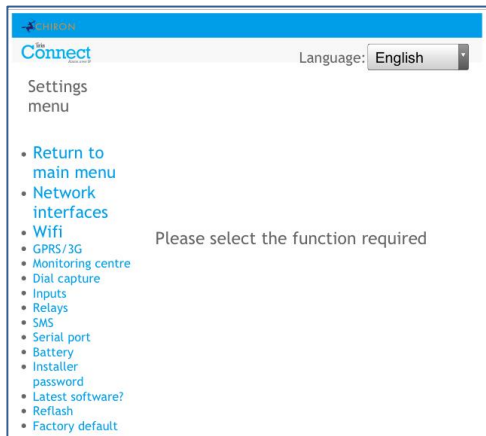 CHIRON
Iris
Connect
Language: English
Settings
menu
Return to
main menu
Network
interfaces
Wifi
GPRS/3G
Monitoring centre
Dial capture
Inputs
Relays
SMS
Serial port
Battery
Installer
password
Latest software?
Reflash
Factory default
Please select the function required